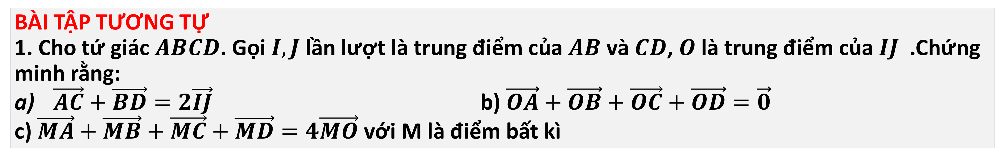 BÀI TẬP TƯƠNG TỰ
1. Cho tứ giác $ABCD$. Gọi $I, J$ lần lượt là trung điểm của $AB$ và $CD$, $O$ là trung điểm của $IJ$ .Chứng
minh rằng:
a) $\overrightarrow{AC} + \overrightarrow{BD} = 2\overrightarrow{IJ}$ b) $\overrightarrow{OA} + \overrightarrow{OB} + \overrightarrow{OC} + \overrightarrow{OD} = \overrightarrow{0}$
c) $\overrightarrow{MA} + \overrightarrow{MB} + \overrightarrow{MC} + \overrightarrow{MD} = 4\overrightarrow{MO}$ với M là điểm bất kì